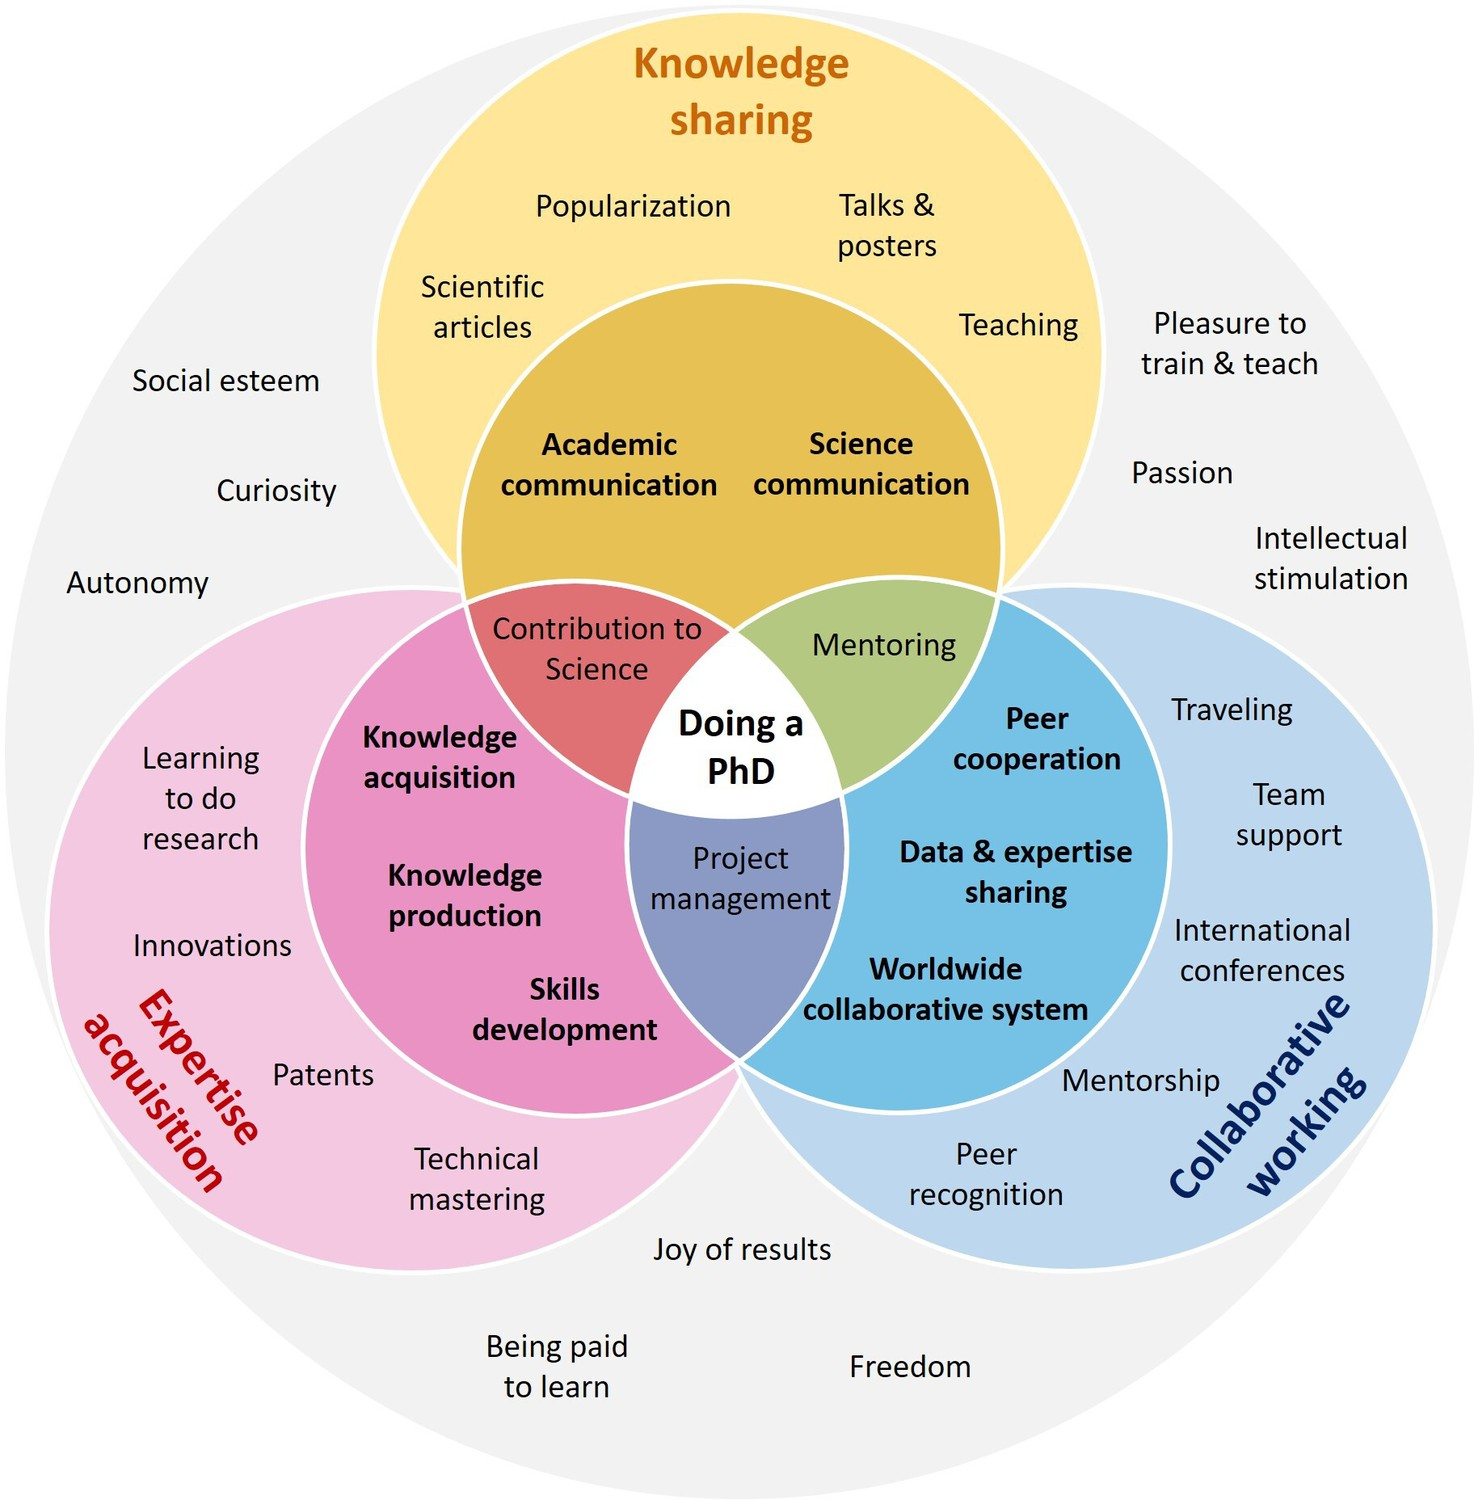 Knowledge
sharing
Popularization
Talks &
posters
Scientific
articles
Teaching
Pleasure to
train & teach
Social esteem
Academic
communication
Science
communication
Curiosity
Passion
Intellectual
stimulation
Autonomy
Contribution to
Science
Mentoring
Doing a
PhD
Knowledge
acquisition
Peer
cooperation
Traveling
Learning
to do
research
Team
support
Project
management
Data & expertise
sharing
Knowledge
production
International
conferences
Innovations
Worldwide
collaborative system
Skills
development
Expertise
acquisition
Collaborative
working
Patents
Mentorship
Technical
mastering
Peer
recognition
Joy of results
Being paid
to learn
Freedom